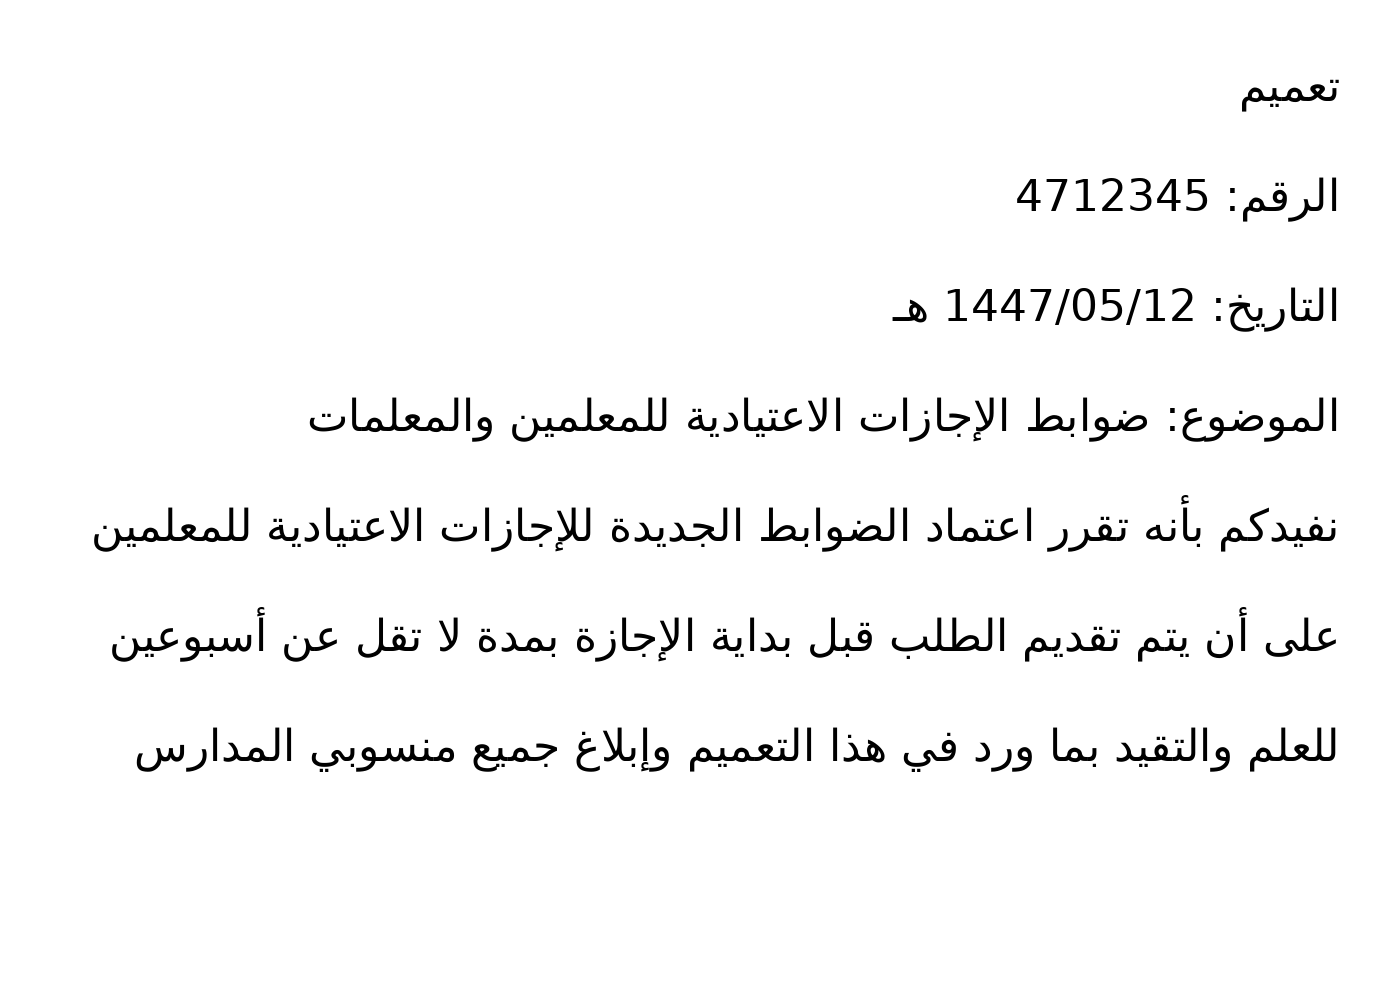 تعميم
الرقم: 4712345
التاريخ: 1447/05/12 هـ
الموضوع: ضوابط الإجازات الاعتيادية للمعلمين والمعلمات
نفيدكم بأنه تقرر اعتماد الضوابط الجديدة للإجازات الاعتيادية للمعلمين
على أن يتم تقديم الطلب قبل بداية الإجازة بمدة لا تقل عن أسبوعين
للعلم والتقيد بما ورد في هذا التعميم وإبلاغ جميع منسوبي المدارس